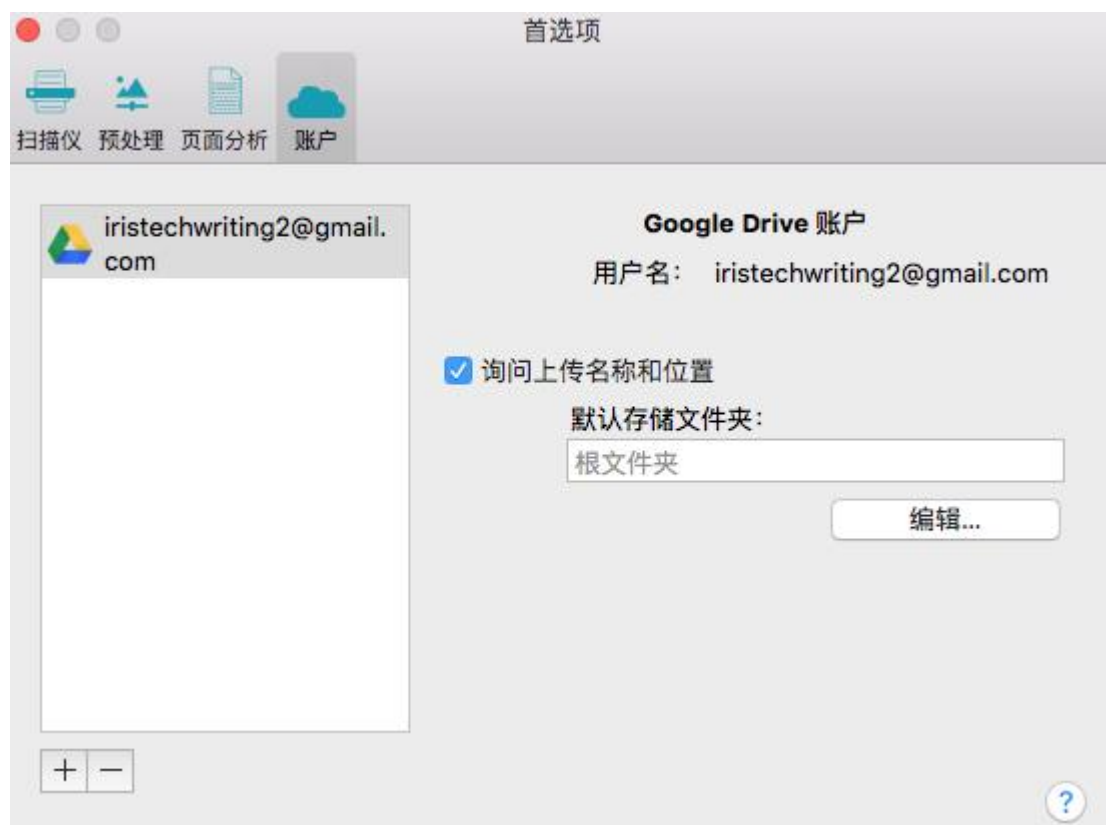 首选项
扫描仪 预处理 页面分析 账户
iristechwriting2@gmail.
com
Google Drive 账户
用户名： iristechwriting2@gmail.com
询问上传名称和位置
默认存储文件夹：
根文件夹
编辑...
+ −
?